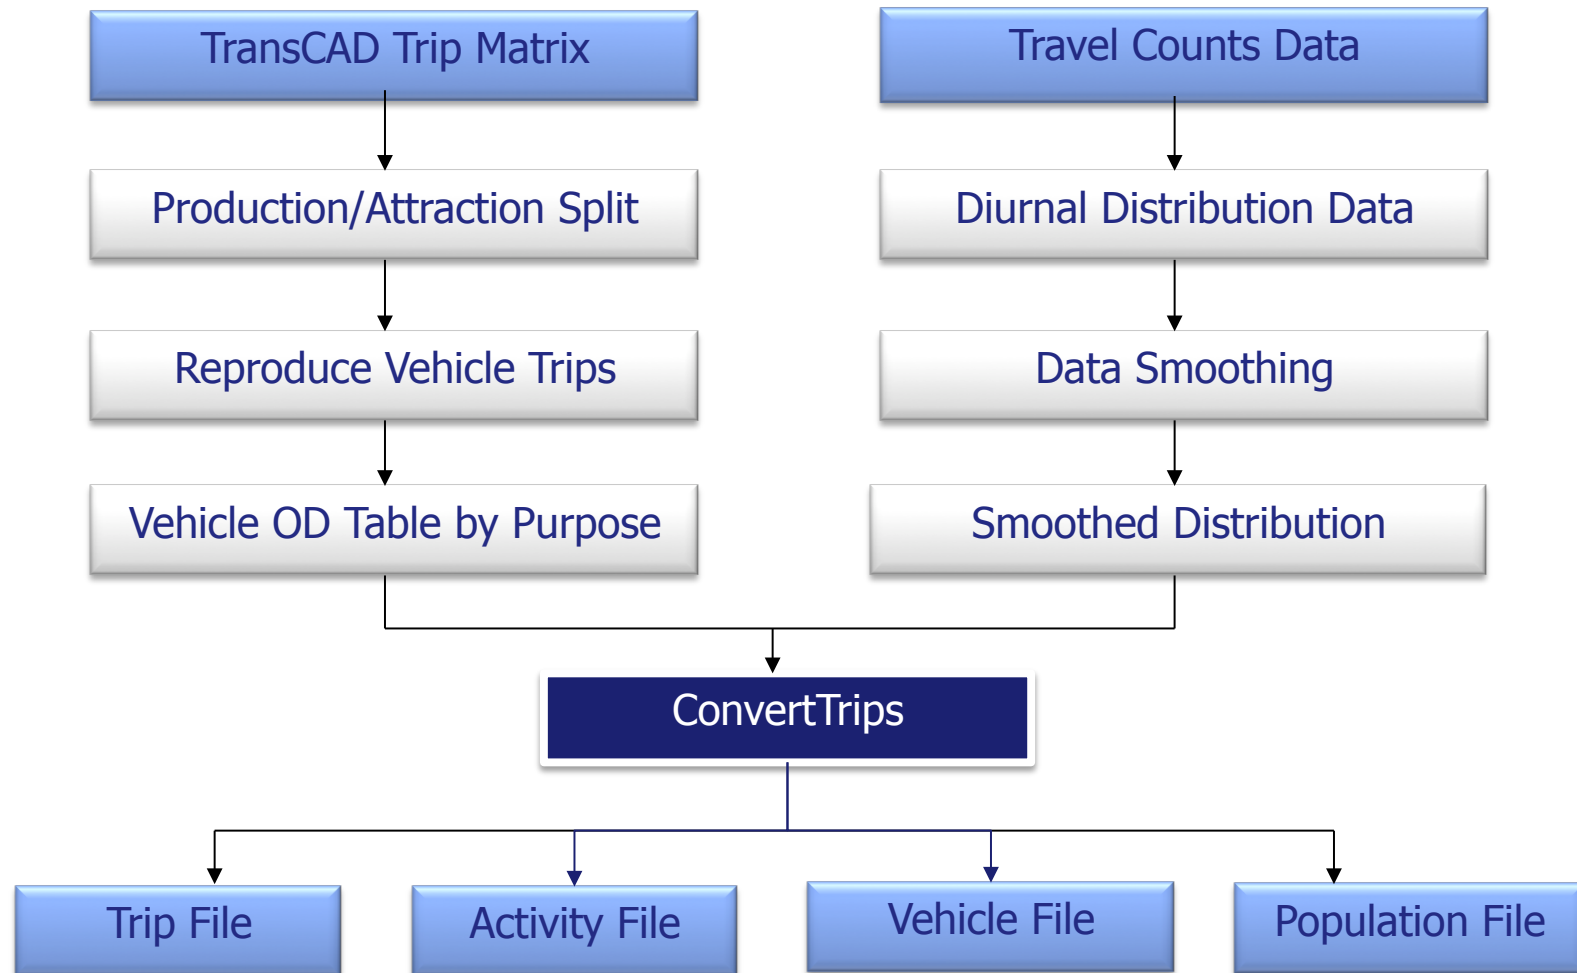 TransCAD Trip Matrix
Travel Counts Data
Production/Attraction Split
Diurnal Distribution Data
Reproduce Vehicle Trips
Data Smoothing
Vehicle OD Table by Purpose
Smoothed Distribution
ConvertTrips
Trip File
Activity File
Vehicle File
Population File